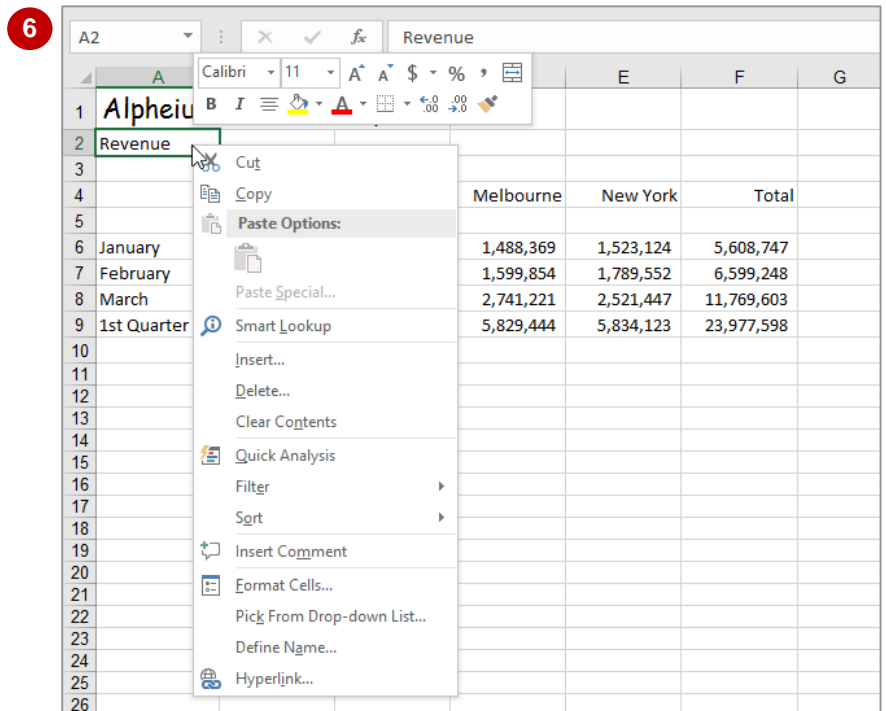 6
A2 fx Revenue
Calibri 11 A A $ % ,
B I A .00 .00 .0
A E F G
1 Alpheiu
2 Revenue
Cut
3
Copy
4 Melbourne New York Total
Paste Options:
5
6 January 1,488,369 1,523,124 5,608,747
7 February 1,599,854 1,789,552 6,599,248
Paste Special...
8 March 2,741,221 2,521,447 11,769,603
9 1st Quarter Smart Lookup 5,829,444 5,834,123 23,977,598
10
Insert...
11
Delete...
12
13
Clear Contents
14
15
Quick Analysis
16
Filter
17
18
Sort
19
Insert Comment
20
21
Format Cells...
22
Pick From Drop-down List...
23
Define Name...
24
25
Hyperlink...
26